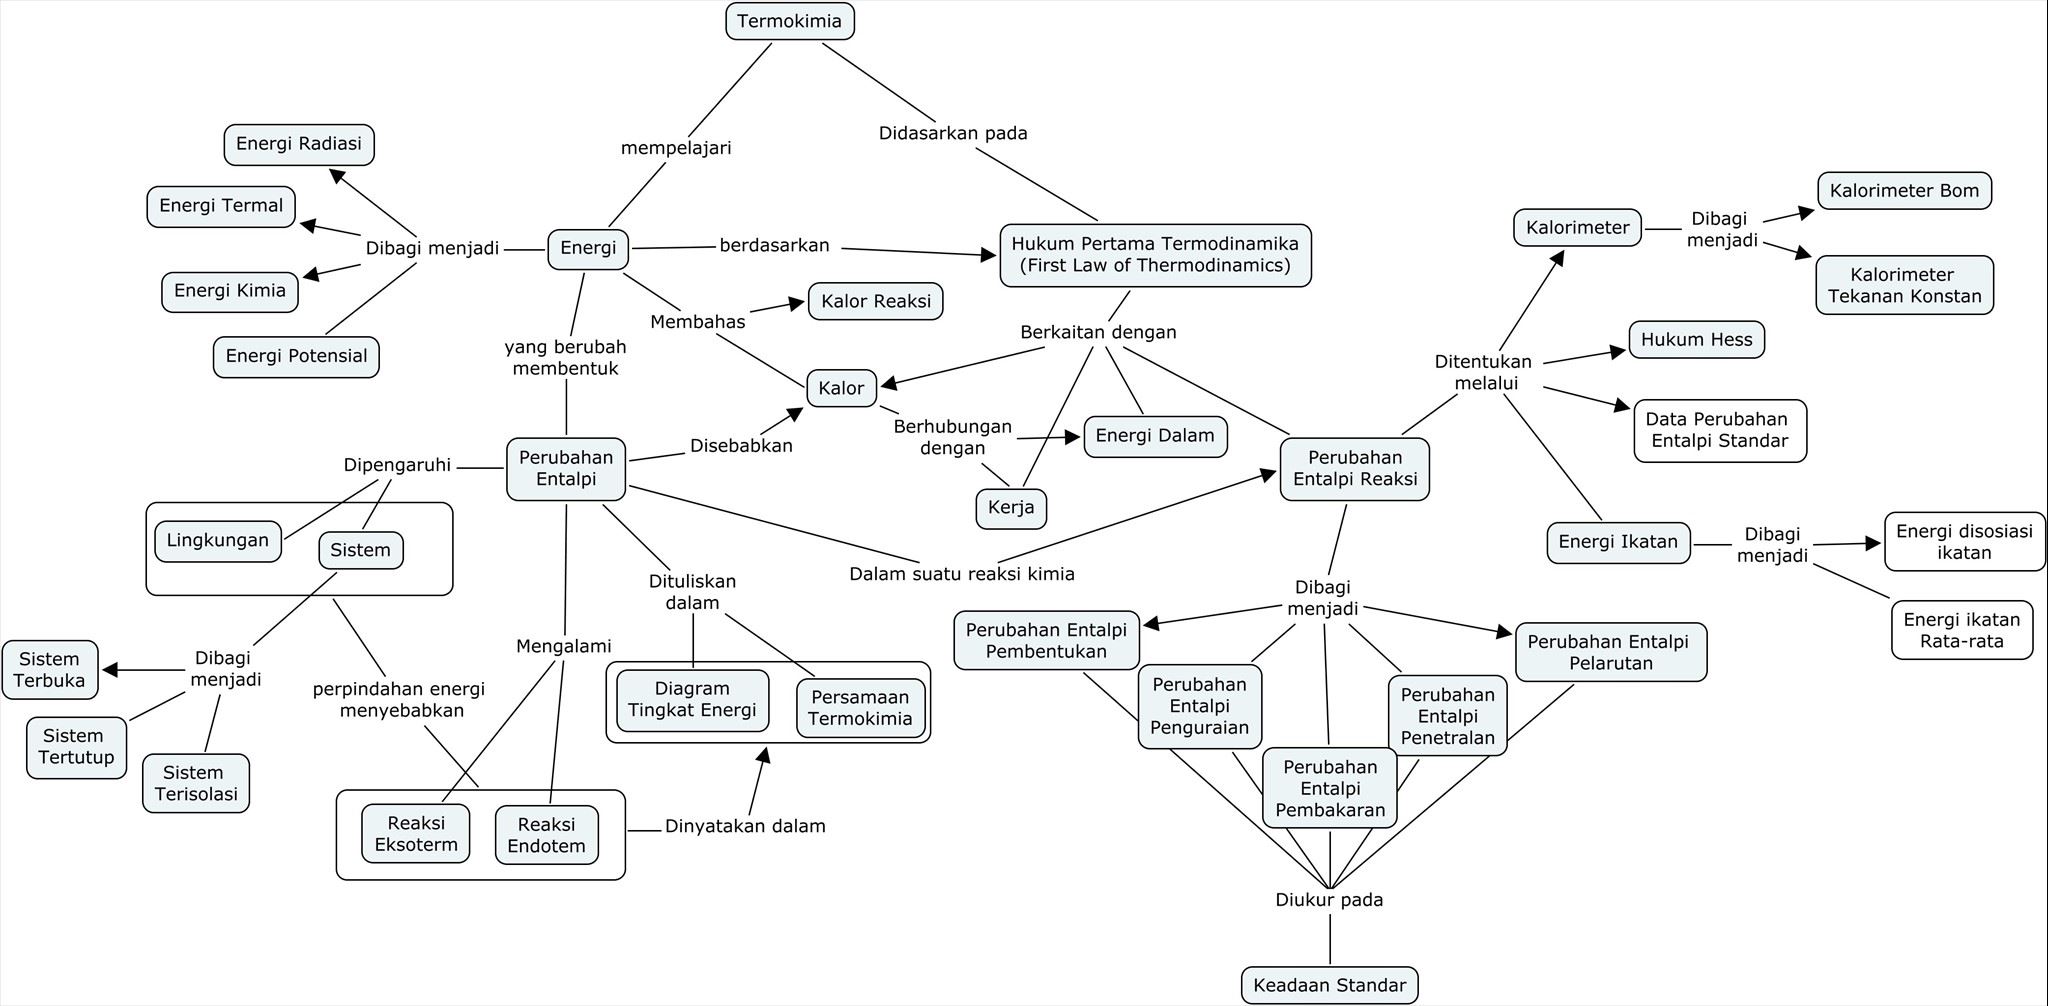 Termokimia
mempelajari
Didasarkan pada
Energi Radiasi
Energi Termal
Energi Kimia
Energi Potensial
Dibagi menjadi
Energi
berdasarkan
Hukum Pertama Termodinamika
(First Law of Thermodynamics)
Kalorimeter
Dibagi
menjadi
Kalorimeter Bom
Kalorimeter
Tekanan Konstan
Membahas
Kalor Reaksi
Berkaitan dengan
yang berubah
membentuk
Kalor
Ditentukan
melalui
Hukum Hess
Data Perubahan
Entalpi Standar
Disebabkan
Berhubungan
dengan
Energi Dalam
Kerja
Dipengaruhi
Perubahan
Entalpi
Perubahan
Entalpi Reaksi
Lingkungan
Sistem
Energi Ikatan
Dibagi
menjadi
Energi disosiasi
ikatan
Energi ikatan
Rata-rata
Dituliskan
dalam
Dalam suatu reaksi kimia
Dibagi
menjadi
Sistem
Terbuka
Dibagi
menjadi
Sistem
Tertutup
Sistem
Terisolasi
perpindahan energi
menyebabkan
Mengalami
Diagram
Tingkat Energi
Persamaan
Termokimia
Perubahan Entalpi
Pembentukan
Perubahan
Entalpi
Penguraian
Perubahan
Entalpi
Pembakaran
Perubahan
Entalpi
Penetralan
Perubahan Entalpi
Pelarutan
Reaksi
Eksoterm
Reaksi
Endotem
Dinyatakan dalam
Diukur pada
Keadaan Standar